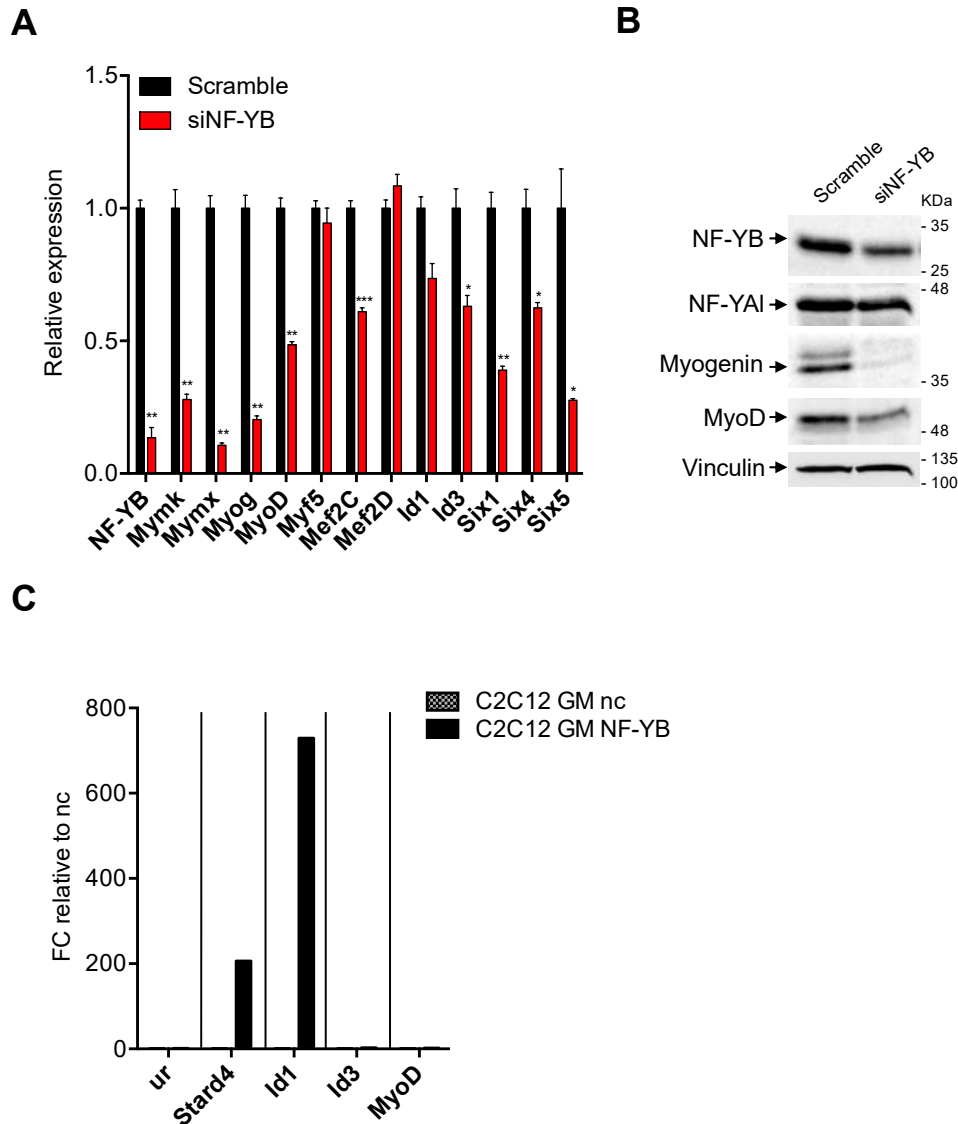 A
B
Scramble
siNF-YB
Relative expression
1.5
1.0
0.5
0.0
**
**
**
**
**
***
*
**
*
*
NF-YB
Mymk
Mymx
Myog
MyoD
Myf5
Mef2C
Mef2D
Id1
Id3
Six1
Six4
Six5
Scramble
siNF-YB
KDa
NF-YB
- 35
- 25
NF-YAl
- 48
Myogenin
- 35
MyoD
- 48
Vinculin
- 135
- 100
C
C2C12 GM nc
C2C12 GM NF-YB
FC relative to nc
800
600
400
200
0
ur
Stard4
Id1
Id3
MyoD